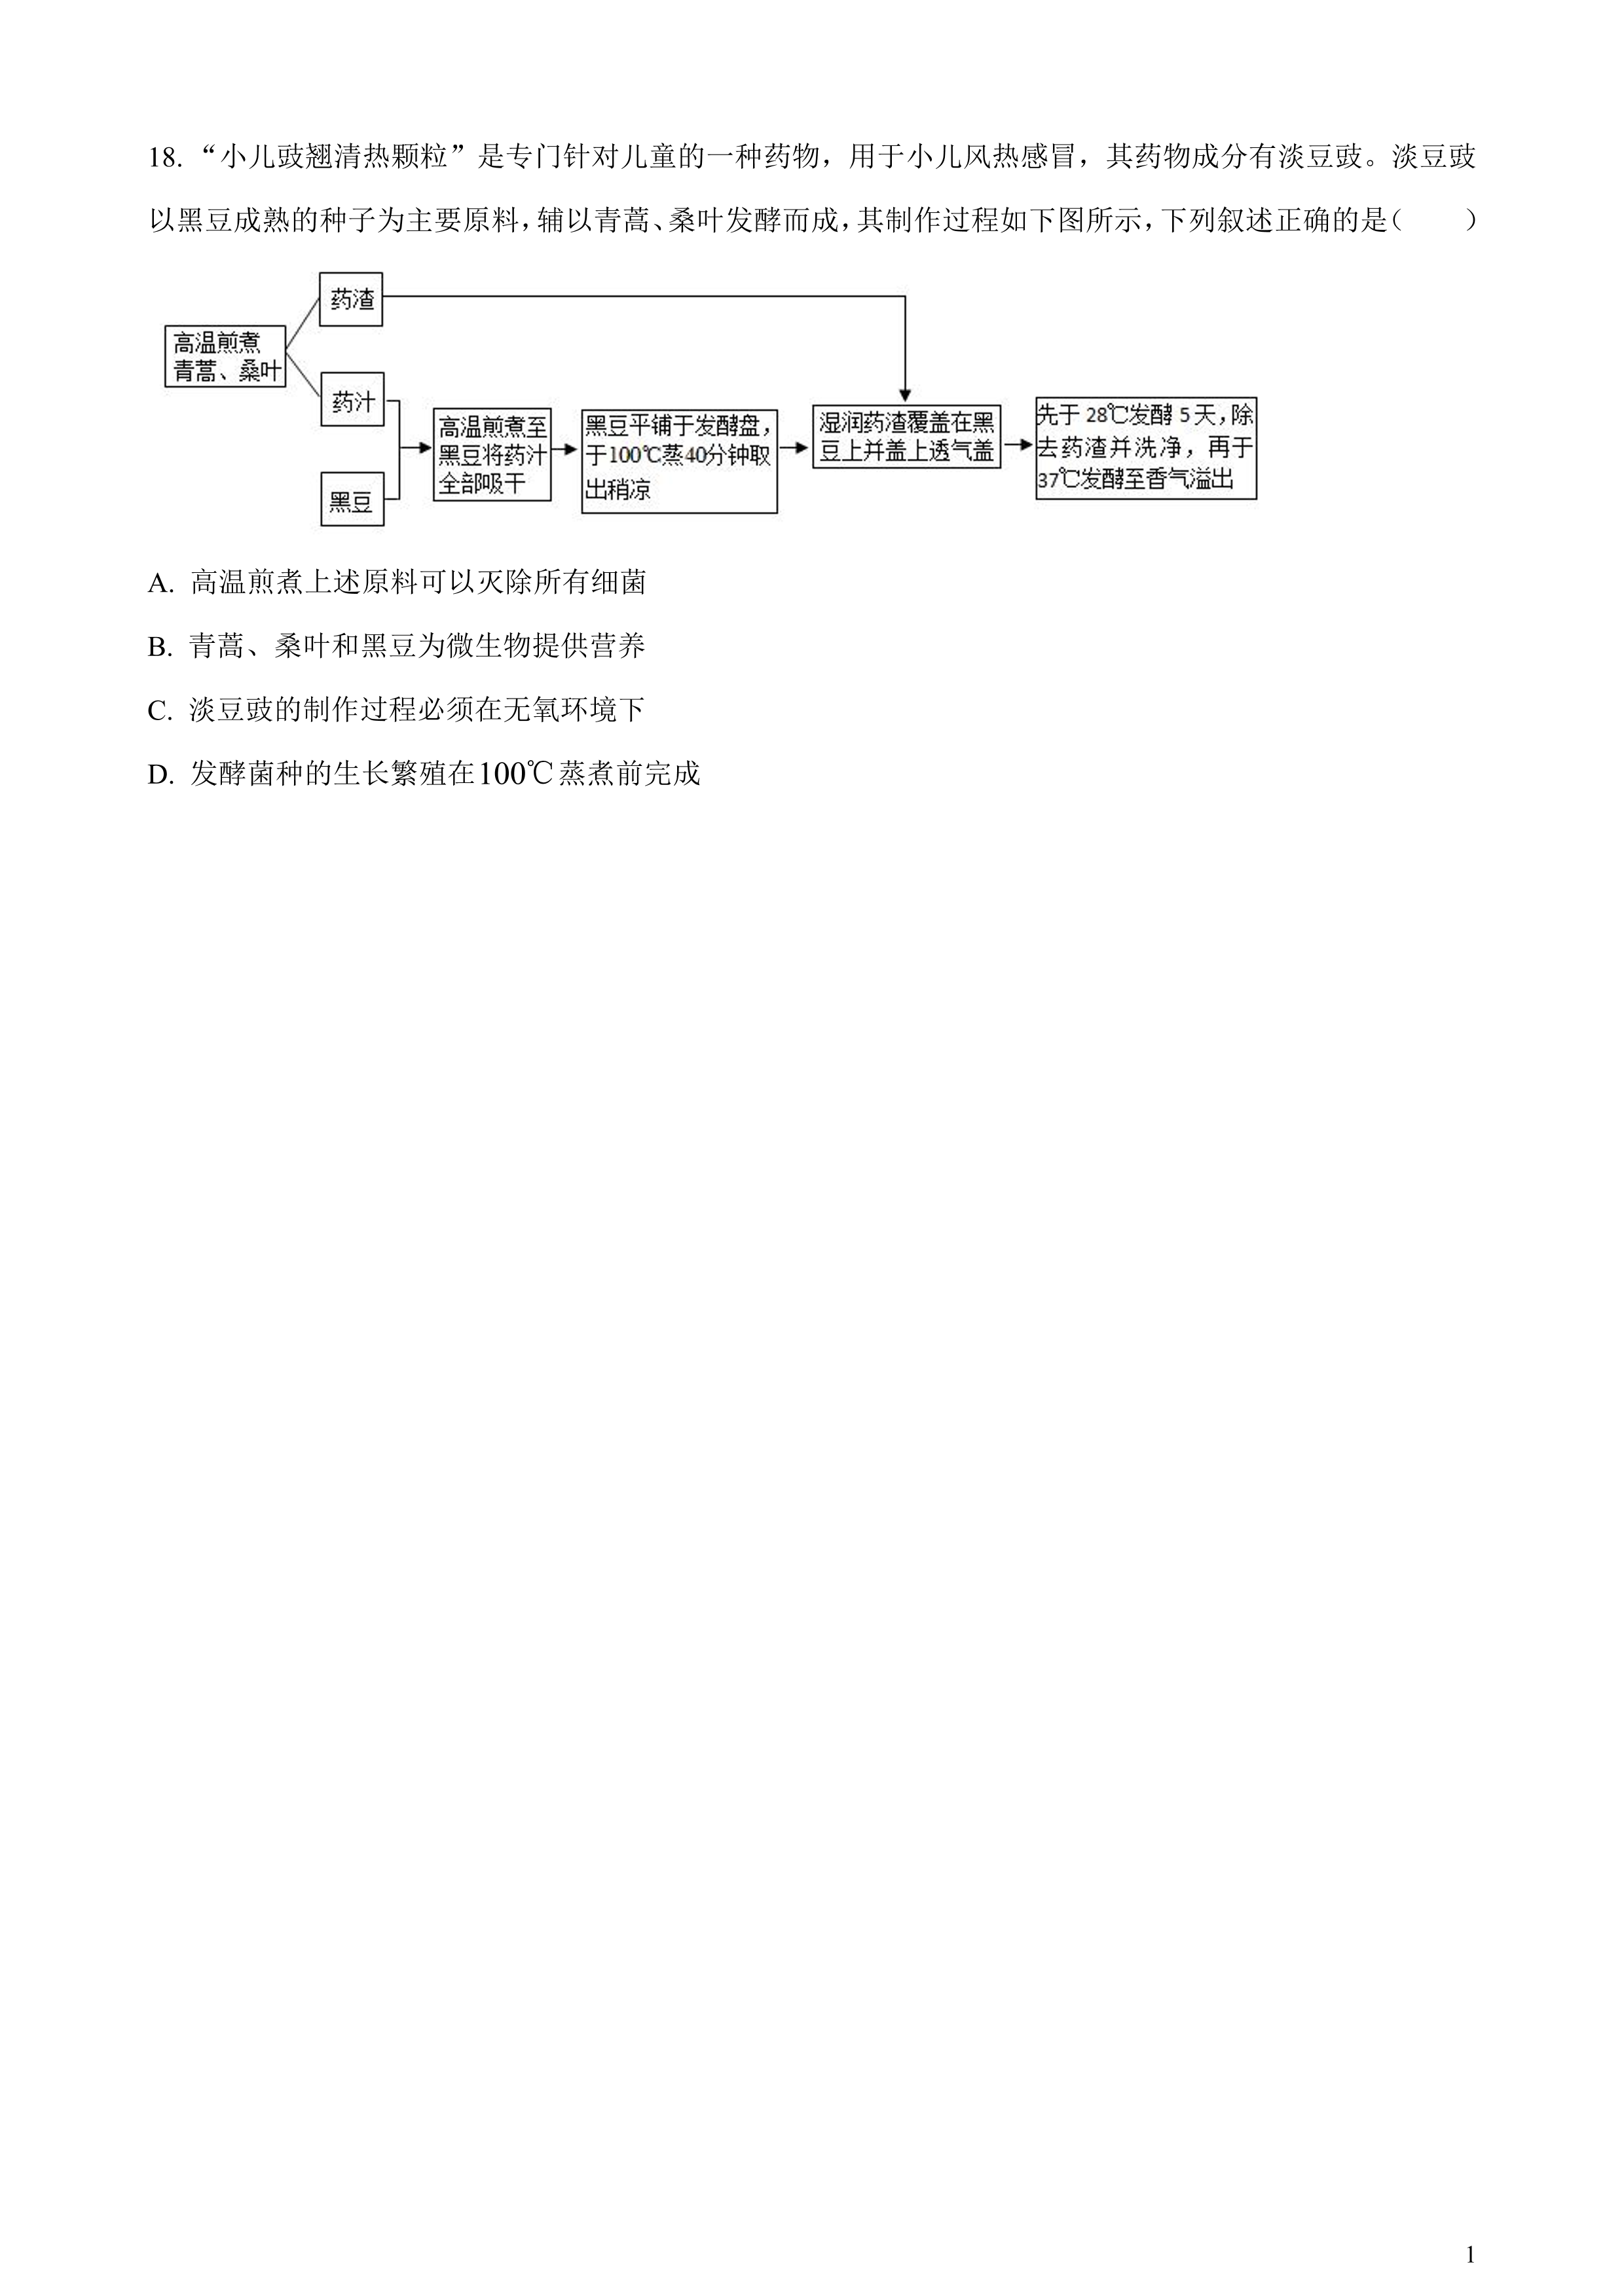 18. “小儿豉翘清热颗粒”是专门针对儿童的一种药物，用于小儿风热感冒，其药物成分有淡豆豉。淡豆豉
以黑豆成熟的种子为主要原料，辅以青蒿、桑叶发酵而成，其制作过程如下图所示，下列叙述正确的是（　　）
高温煎煮
青蒿、桑叶
药渣
药汁
黑豆
高温煎煮至
黑豆将药汁
全部吸干
黑豆平铺于发酵盘，
于100℃蒸40分钟取
出稍凉
湿润药渣覆盖在黑
豆上并盖上透气盖
先于28℃发酵5天，除
去药渣并洗净，再于
37℃发酵至香气溢出
A. 高温煎煮上述原料可以灭除所有细菌
B. 青蒿、桑叶和黑豆为微生物提供营养
C. 淡豆豉的制作过程必须在无氧环境下
D. 发酵菌种的生长繁殖在100℃蒸煮前完成
1